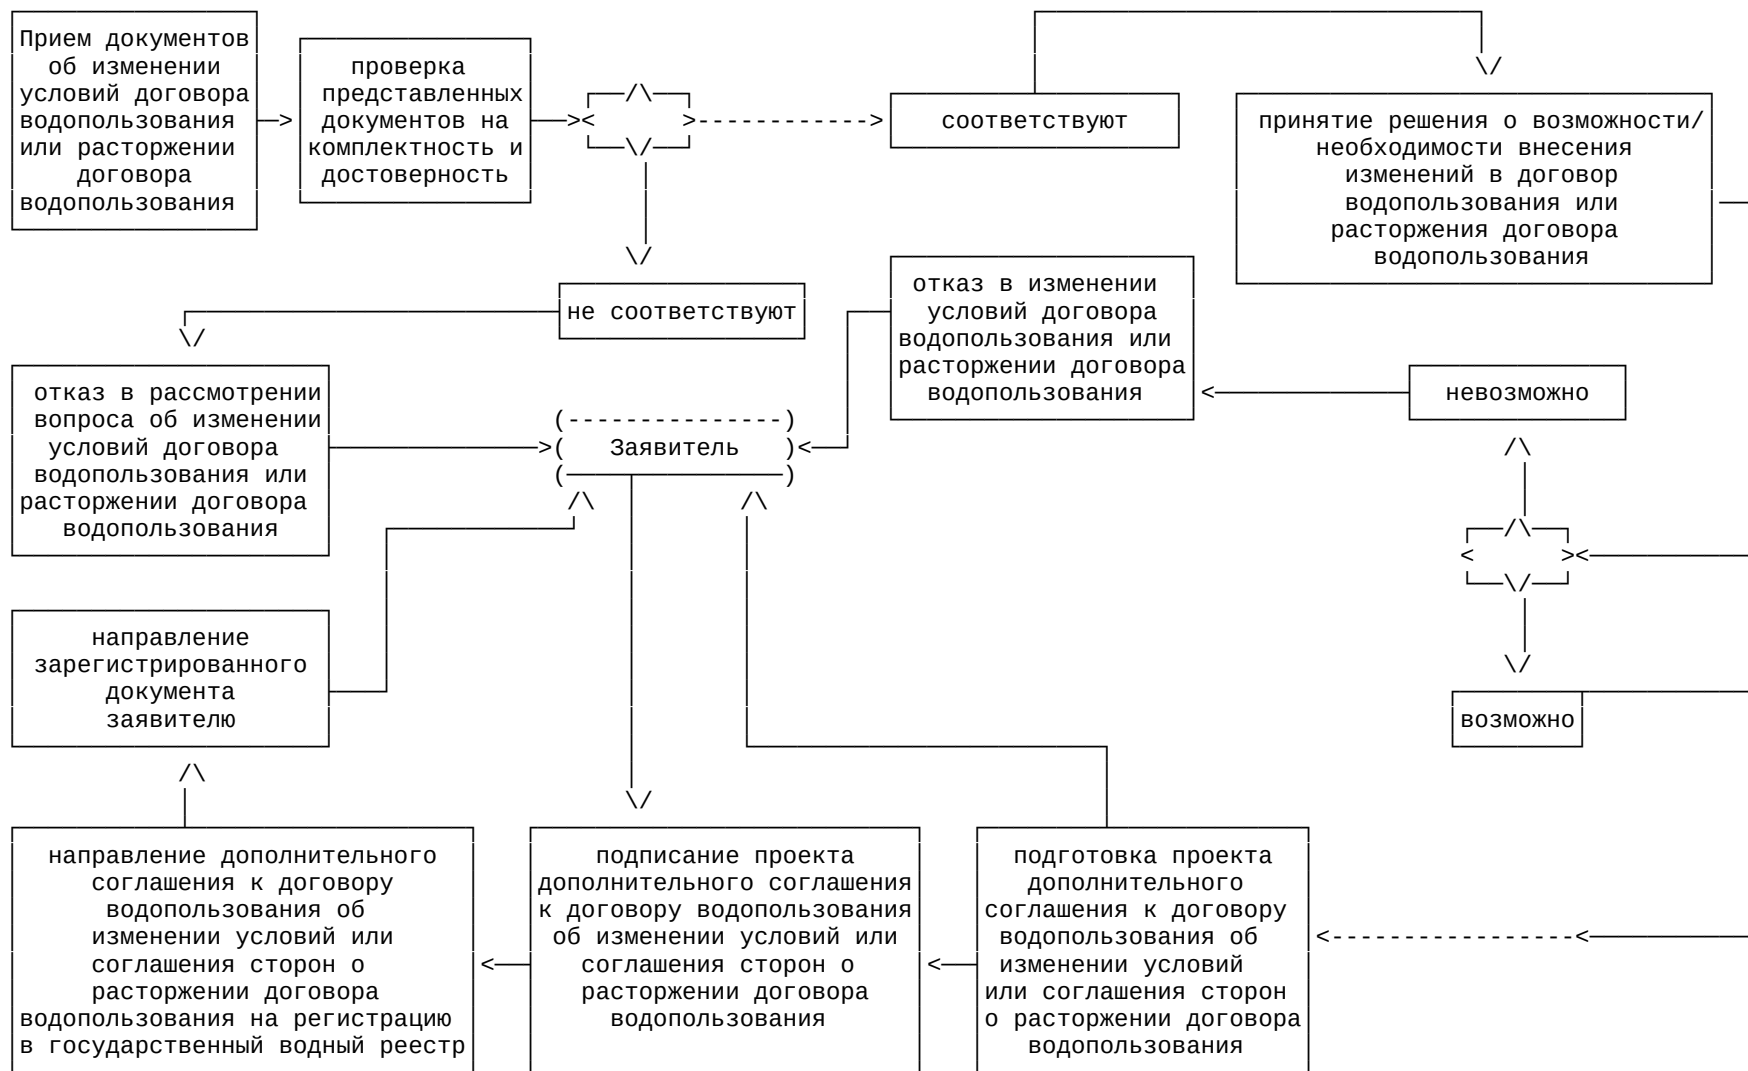 Прием документов
об изменении
условий договора
водопользования
или расторжении
договора
водопользования
проверка
представленных
документов на
комплектность и
достоверность
соответствуют
принятие решения о возможности/
необходимости внесения
изменений в договор
водопользования или
расторжения договора
водопользования
не соответствуют
отказ в изменении
условий договора
водопользования или
расторжении договора
водопользования
невозможно
отказ в рассмотрении
вопроса об изменении
условий договора
водопользования или
расторжении договора
водопользования
Заявитель
направление
зарегистрированного
документа
заявителю
возможно
направление дополнительного
соглашения к договору
водопользования об
изменении условий или
соглашения сторон о
расторжении договора
водопользования на регистрацию
в государственный водный реестр
подписание проекта
дополнительного соглашения
к договору водопользования
об изменении условий или
соглашения сторон о
расторжении договора
водопользования
подготовка проекта
дополнительного
соглашения к договору
водопользования об
изменении условий
или соглашения сторон
о расторжении договора
водопользования